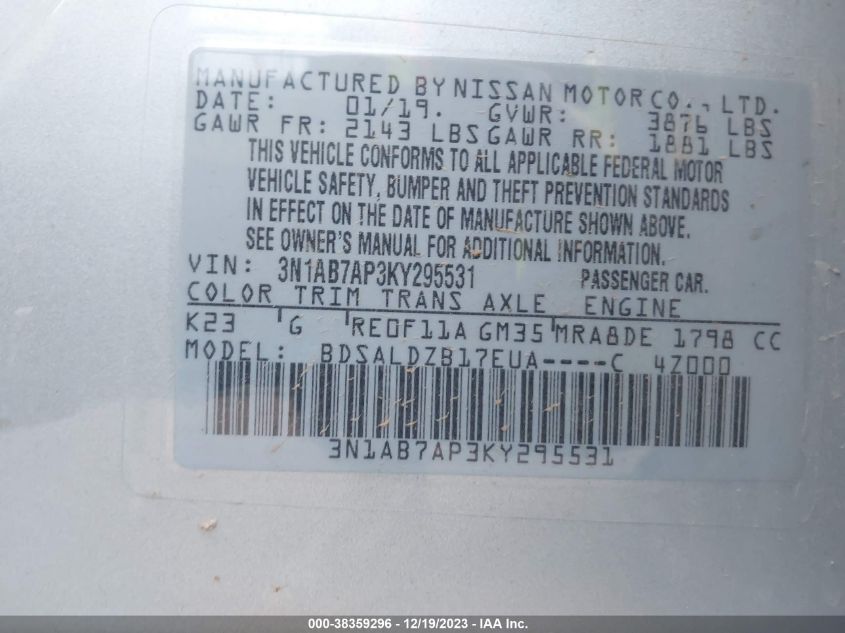 MANUFACTURED BY NISSAN MOTOR CO., LTD.
DATE: 01/19. GVWR: 3876 LBS
GAWR FR: 2143 LBS GAWR RR: 1881 LBS
THIS VEHICLE CONFORMS TO ALL APPLICABLE FEDERAL MOTOR
VEHICLE SAFETY, BUMPER AND THEFT PREVENTION STANDARDS
IN EFFECT ON THE DATE OF MANUFACTURE SHOWN ABOVE.
SEE OWNER'S MANUAL FOR ADDITIONAL INFORMATION.
VIN: 3N1AB7AP3KY295531 PASSENGER CAR.
COLOR TRIM TRANS AXLE ENGINE
K23 G RE0F11A GM35 MRA8DE 1798 CC
MODEL: BDSALDZB17EUA----C 4Z000
3N1AB7AP3KY295531
000-38359296 - 12/19/2023 - IAA Inc.